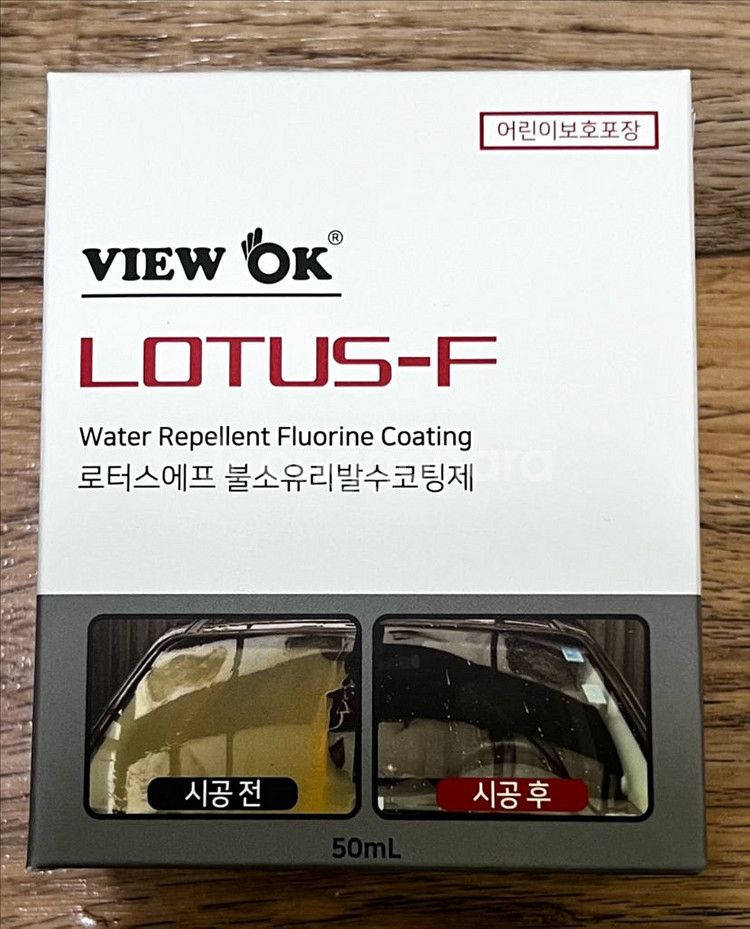 어린이보호포장
VIEW OK®
LOTUS-F
Water Repellent Fluorine Coating
로터스에프 불소유리발수코팅제
시공 전
시공 후
50mL